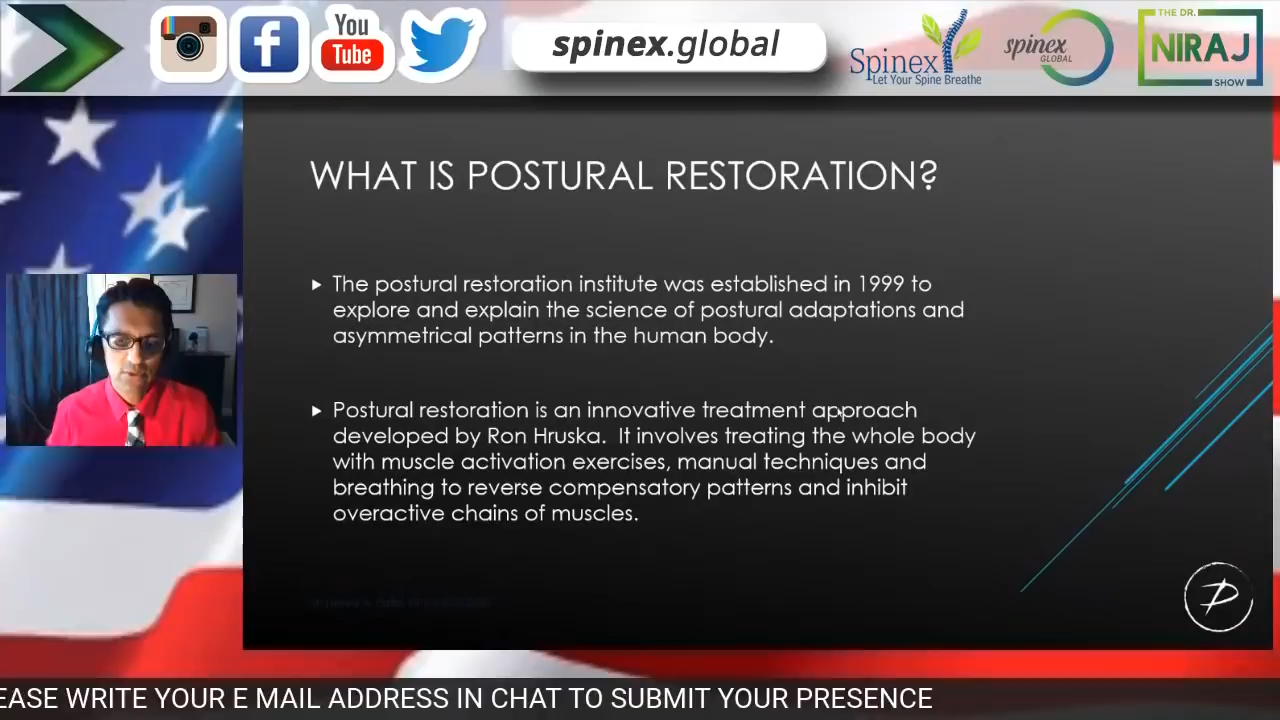 You
Tube
spinex.global
Spinex
Let Your Spine Breathe
spinex
GLOBAL
THE DR.
NIRAJ
SHOW
WHAT IS POSTURAL RESTORATION?
The postural restoration institute was established in 1999 to
explore and explain the science of postural adaptations and
asymmetrical patterns in the human body.
Postural restoration is an innovative treatment approach
developed by Ron Hruska. It involves treating the whole body
with muscle activation exercises, manual techniques and
breathing to reverse compensatory patterns and inhibit
overactive chains of muscles.
EASE WRITE YOUR E MAIL ADDRESS IN CHAT TO SUBMIT YOUR PRESENCE